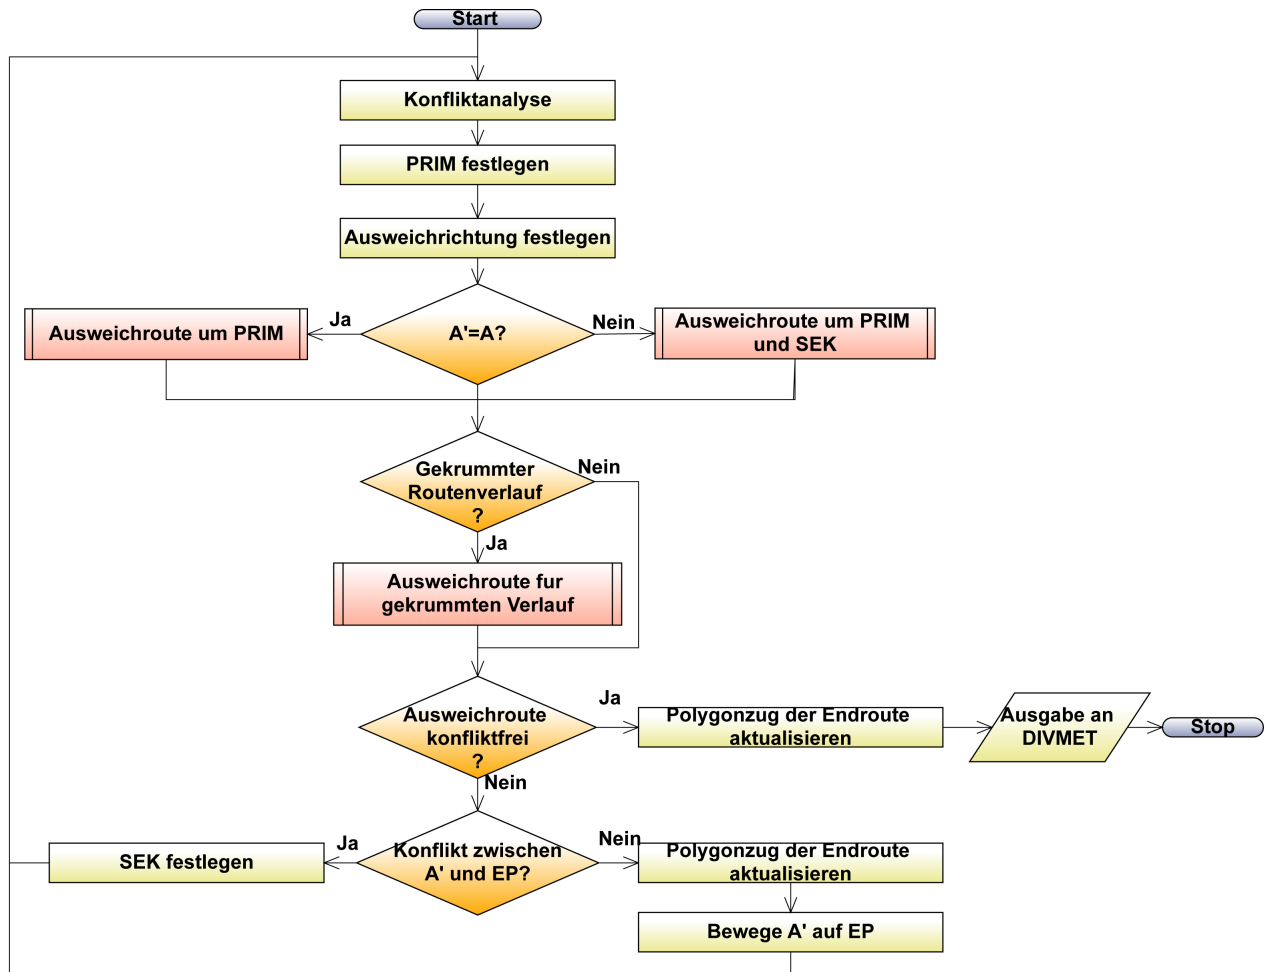 Start
Konfliktanalyse
PRIM festlegen
Ausweichrichtung festlegen
Ja
Nein
Ausweichroute um PRIM
A'=A?
Ausweichroute um PRIM
und SEK
Gekrummter
Routenverlauf
?
Nein
Ja
Ausweichroute fur
gekrummten Verlauf
Ausweichroute
konfliktfrei
?
Ja
Polygonzug der Endroute
aktualisieren
Ausgabe an
DIVMET
Stop
Nein
SEK festlegen
Ja
Konflikt zwischen
A' und EP?
Nein
Polygonzug der Endroute
aktualisieren
Bewege A' auf EP